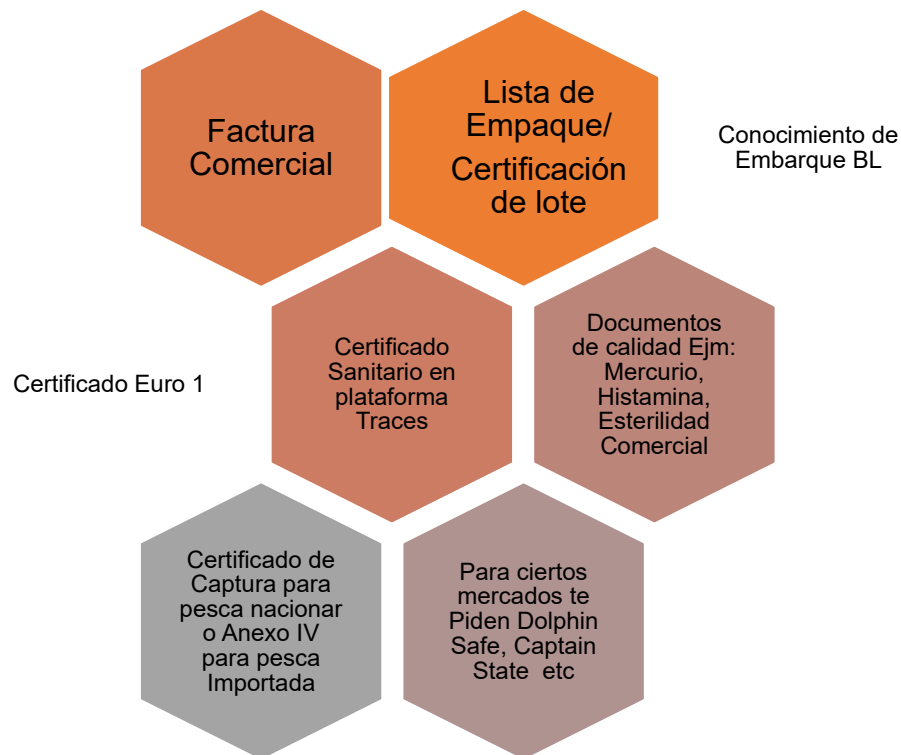 Factura
Comercial
Lista de
Empaque/
Certificación
de lote
Conocimiento de
Embarque BL
Certificado Euro 1
Certificado
Sanitario en
plataforma
Traces
Documentos
de calidad Ejm:
Mercurio,
Histamina,
Esterilidad
Comercial
Certificado de
Captura para
pesca nacionar
o Anexo IV
para pesca
Importada
Para ciertos
mercados te
Piden Dolphin
Safe, Captain
State  etc